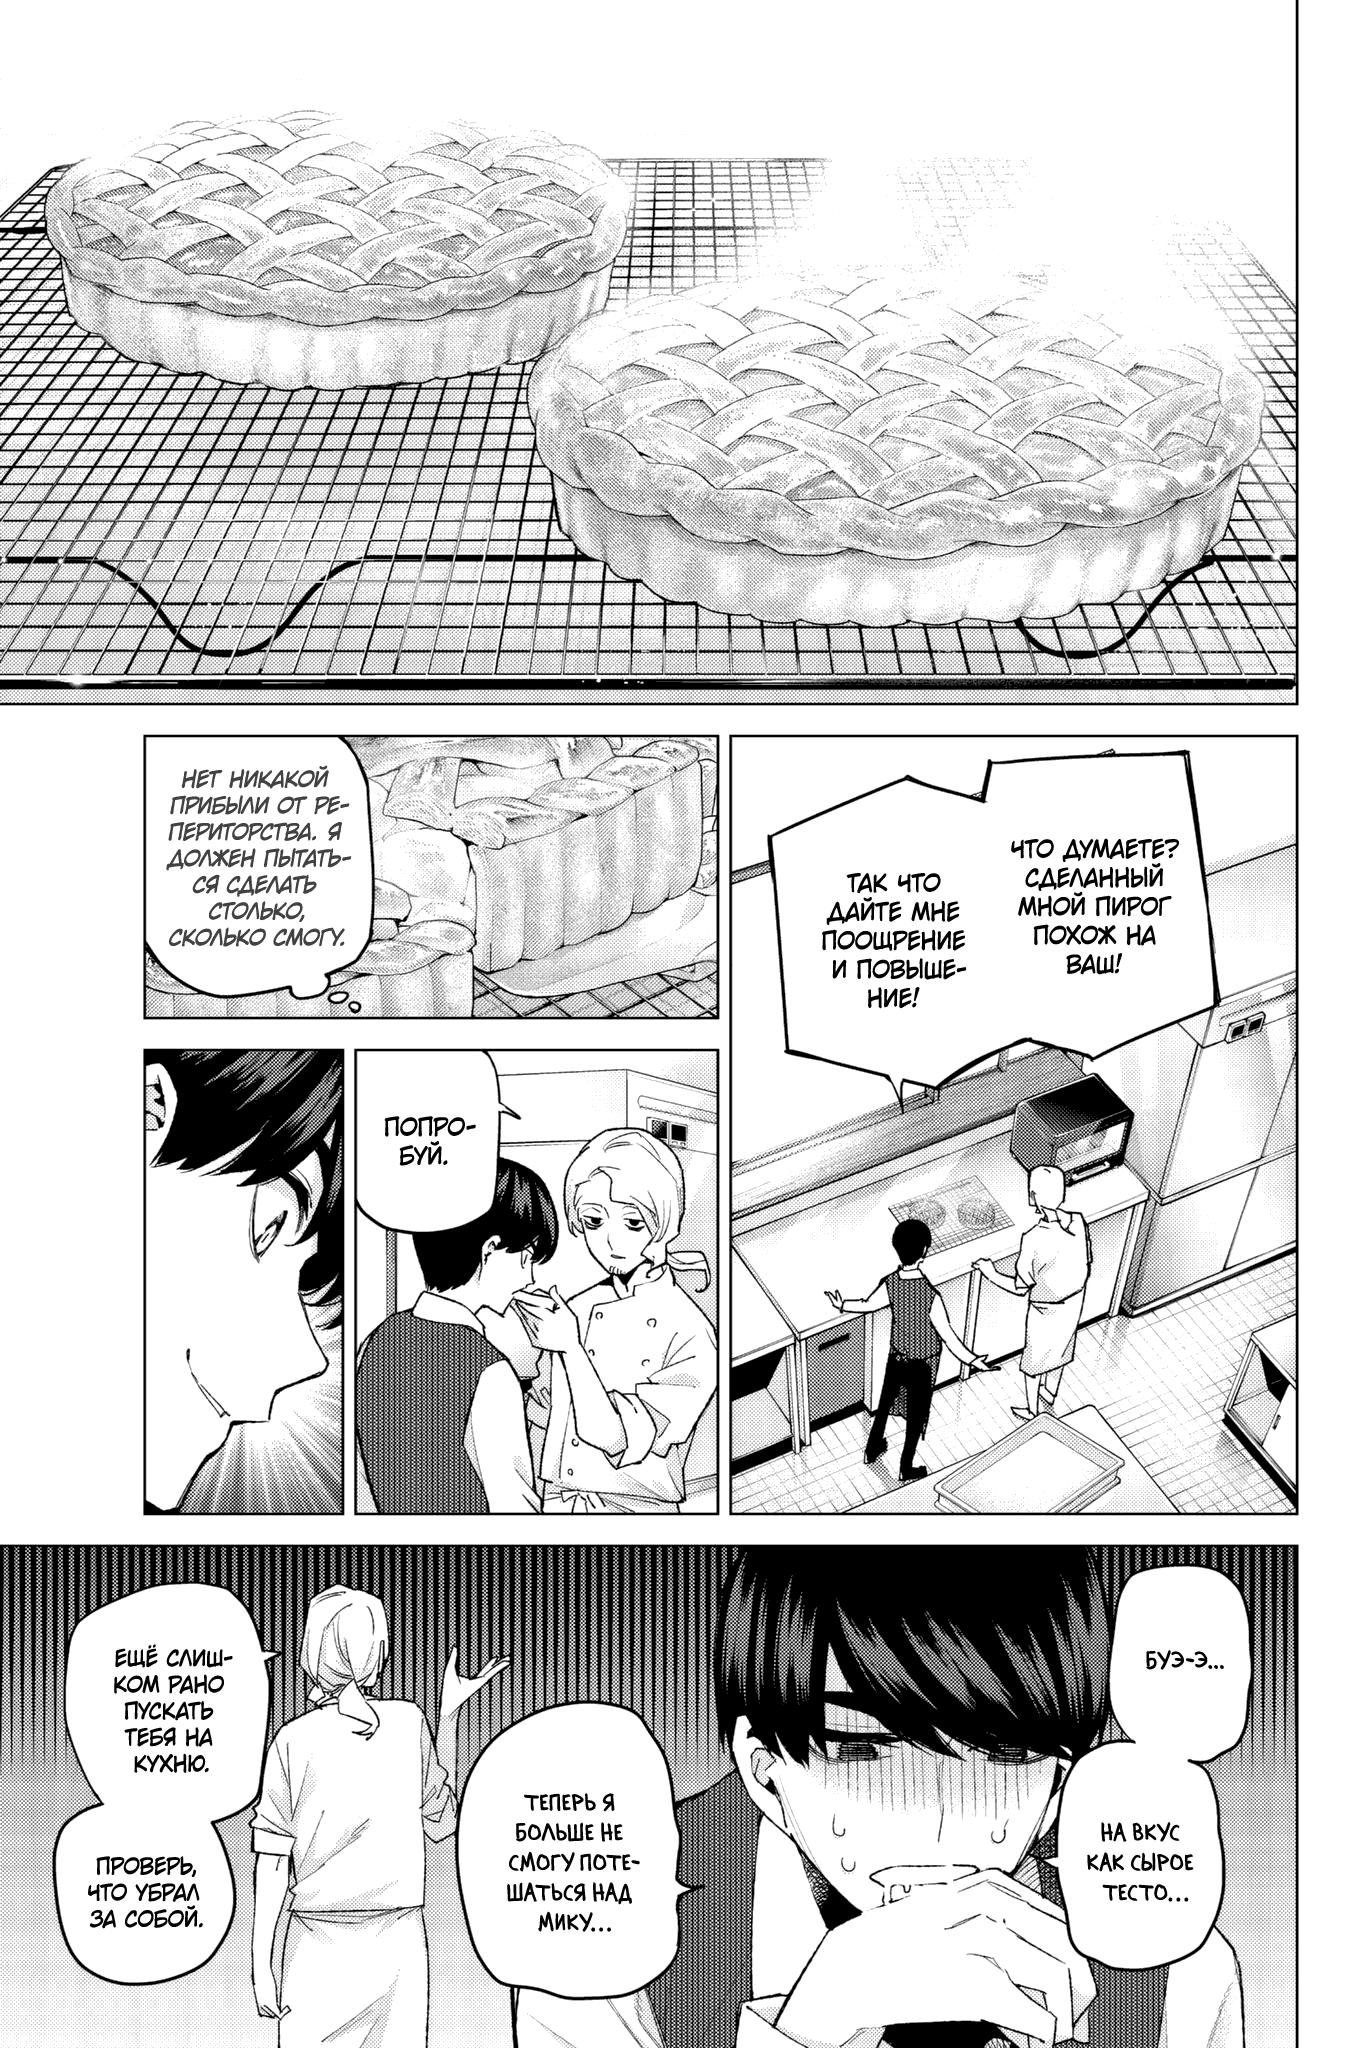 ЧТО ДУМАЕТЕ?
СДЕЛАННЫЙ
МНОЙ ПИРОГ
ПОХОЖ НА
ВАШ!
ТАК ЧТО
ДАЙТЕ МНЕ
ПООЩРЕНИЕ
И ПОВЫШЕ-
НИЕ!
НЕТ НИКАКОЙ
ПРИБЫЛИ ОТ РЕ-
ПЕРИТОРСТВА. Я
ДОЛЖЕН ПЫТАТЬ-
СЯ СДЕЛАТЬ
СТОЛЬКО,
СКОЛЬКО СМОГУ.
ПОПРО-
БУЙ.
БУЭ-Э...
НА ВКУС
КАК СЫРОЕ
ТЕСТО...
ТЕПЕРЬ Я
БОЛЬШЕ НЕ
СМОГУ ПОТЕ-
ШАТЬСЯ НАД
МИКУ...
ЕЩЁ СЛИШ-
КОМ РАНО
ПУСКАТЬ
ТЕБЯ НА
КУХНЮ.
ПРОВЕРЬ,
ЧТО УБРАЛ
ЗА СОБОЙ.